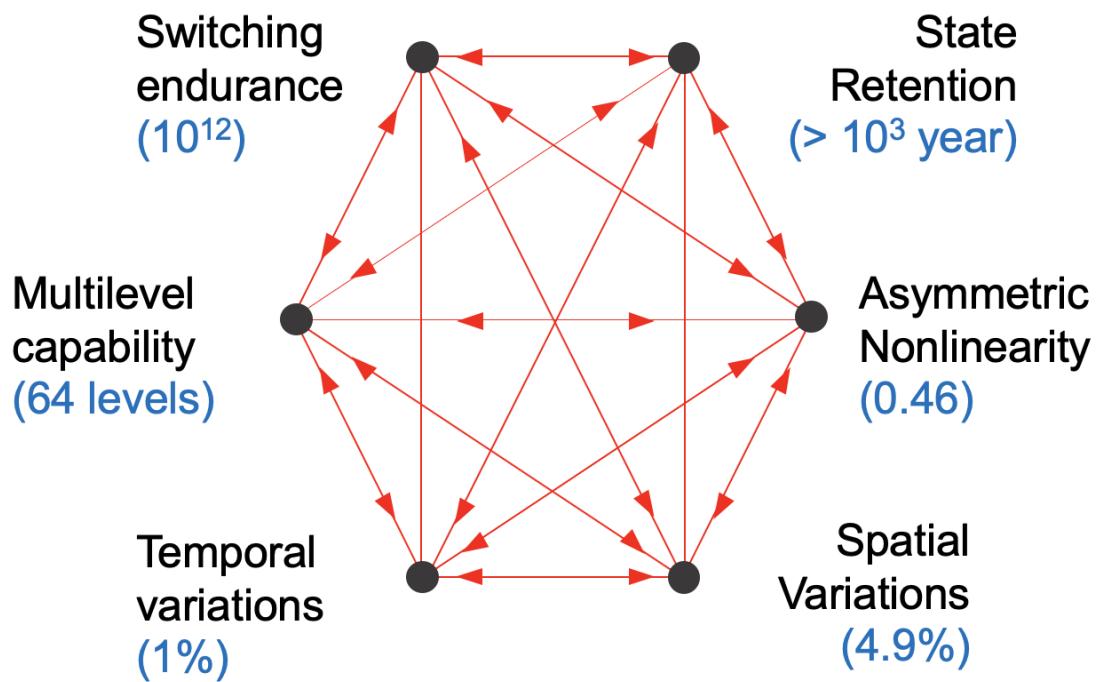 Switching
endurance
(10¹²)
State
Retention
(> 10³ year)
Multilevel
capability
(64 levels)
Asymmetric
Nonlinearity
(0.46)
Temporal
variations
(1%)
Spatial
Variations
(4.9%)